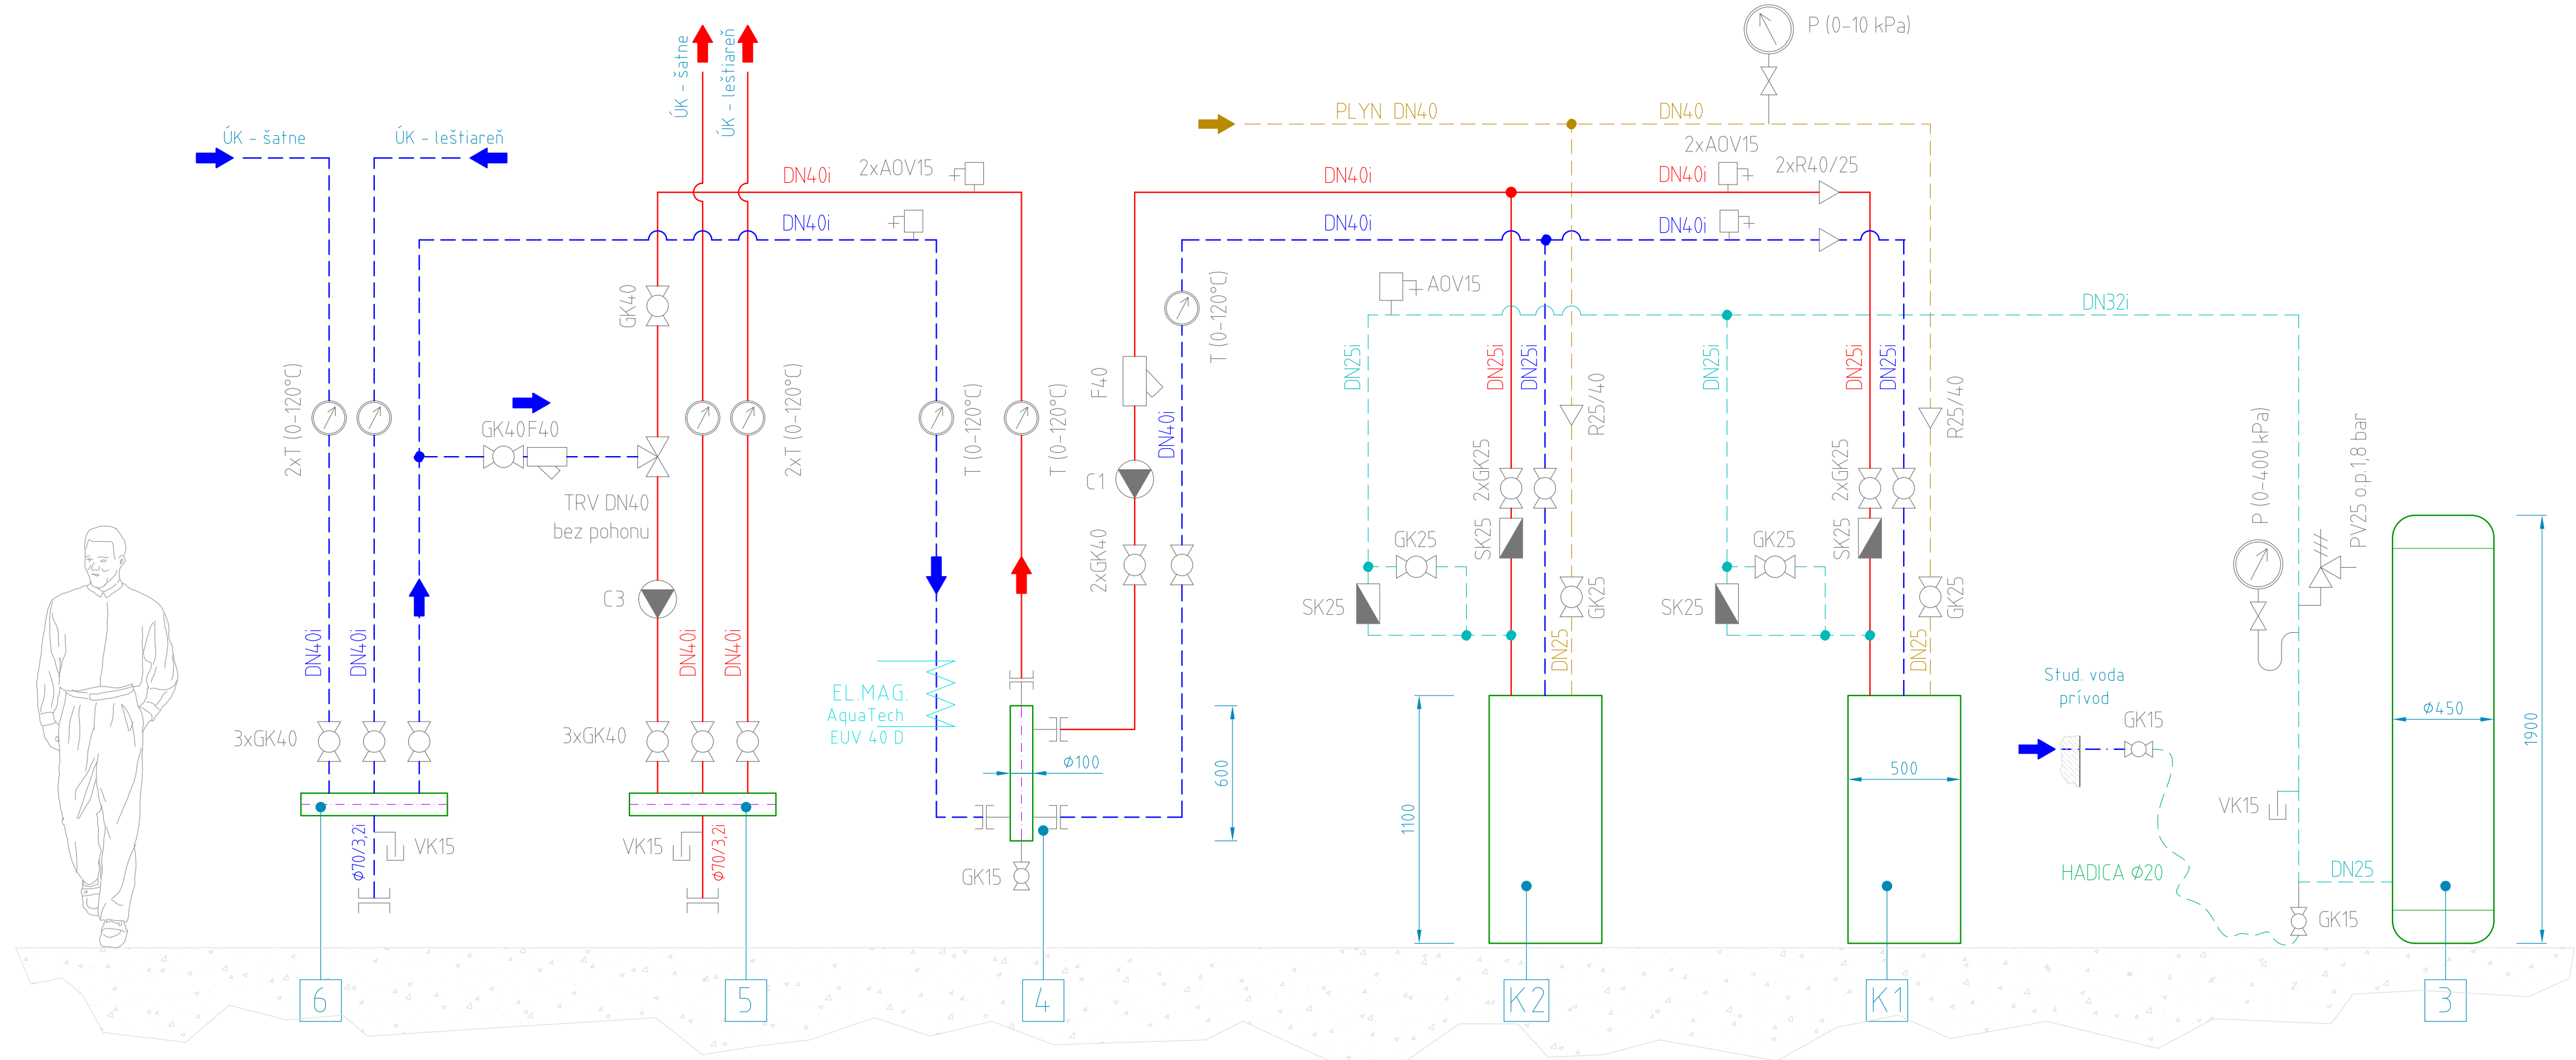 P (0-10 kPa)
ÚK - šatne
ÚK - leštiareň
PLYN DN40
DN40
ÚK - šatne
ÚK - leštiareň
2xAOV15
2xR40/25
DN40i
2xAOV15
DN40i
DN40i
DN40i
DN40i
DN40i
GK40
T (0-120°C)
AOV15
DN32i
2xT (0-120°C)
GK40
F40
2xT (0-120°C)
T (0-120°C)
T (0-120°C)
F40
DN40i
DN25i
DN25i
DN25i
R25/40
DN25i
DN25i
DN25i
R25/40
P (0-400 kPa)
PV25 o.p.1,8 bar
TRV DN40
bez pohonu
C1
2xGK40
2xGK25
SK25
GK25
2xGK25
SK25
GK25
C3
SK25
GK25
SK25
GK25
DN40i
DN40i
DN40i
DN40i
DN25
DN25
EL.MAG.
AquaTech
EUV 40 D
Stud. voda
prívod
GK15
3xGK40
3xGK40
ϕ100
600
1100
500
ϕ450
1900
VK15
ϕ70/3,2i
VK15
ϕ70/3,2i
VK15
GK15
HADICA ϕ20
DN25
GK15
6
5
4
K2
K1
3